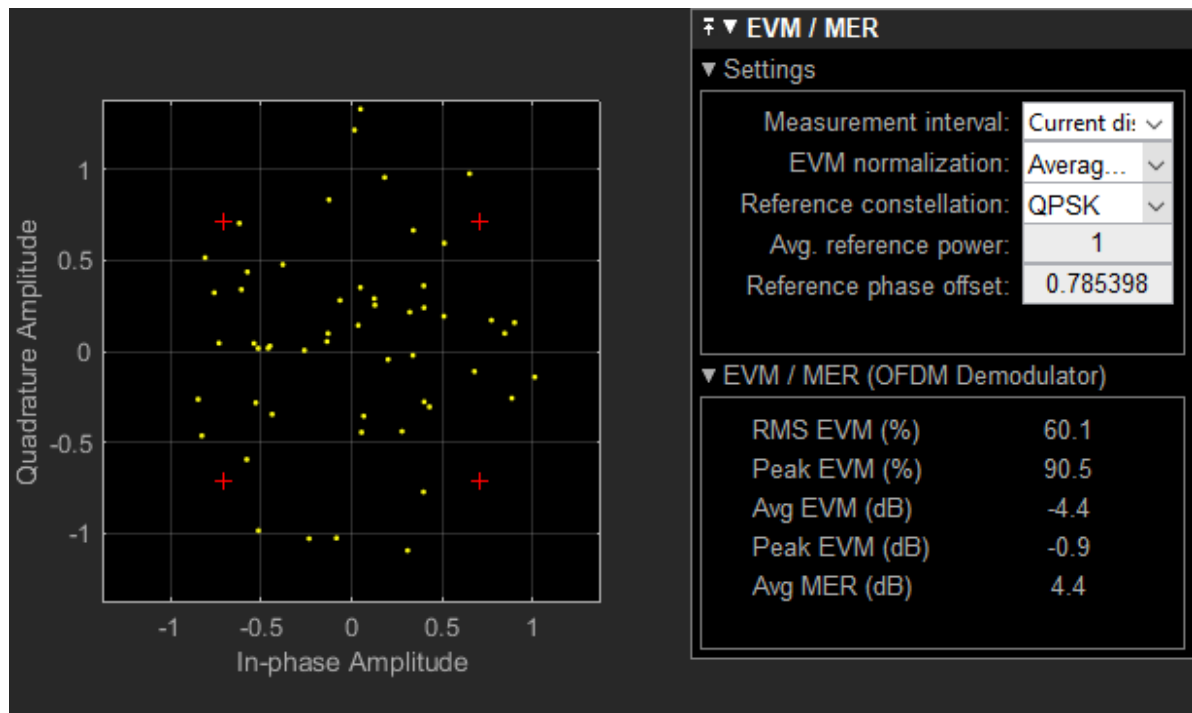 EVM / MER
Settings
Measurement interval: Current di
EVM normalization: Averag...
Reference constellation: QPSK
Avg. reference power: 1
Reference phase offset: 0.785398
EVM / MER (OFDM Demodulator)
RMS EVM (%) 60.1
Peak EVM (%) 90.5
Avg EVM (dB) -4.4
Peak EVM (dB) -0.9
Avg MER (dB) 4.4
Quadrature Amplitude
1
0.5
0
-0.5
-1
-1 -0.5 0 0.5 1
In-phase Amplitude